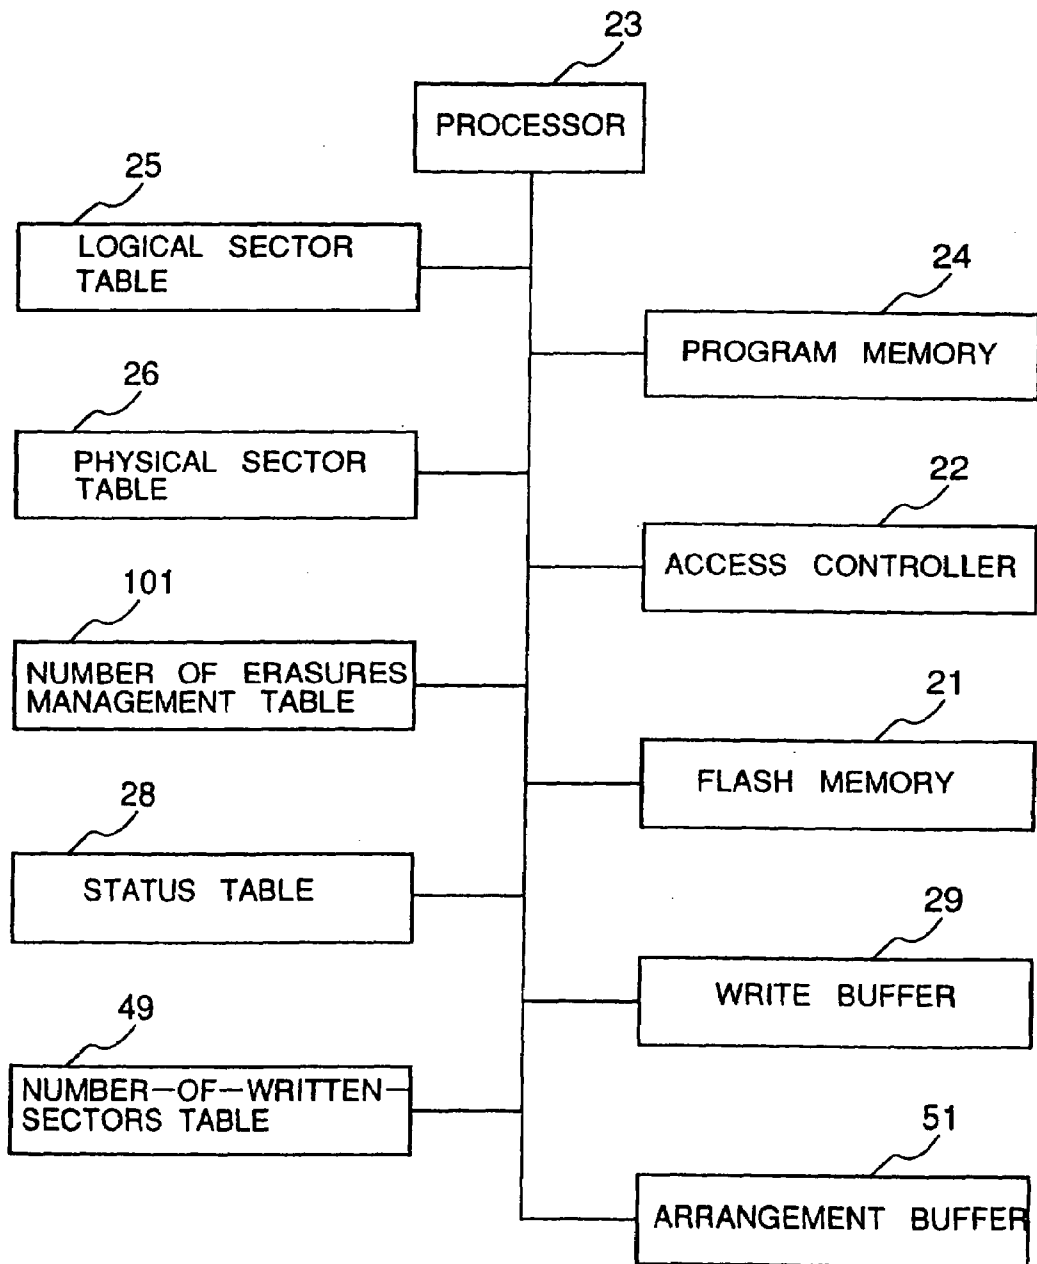 23
PROCESSOR
25
LOGICAL SECTOR
TABLE
24
PROGRAM MEMORY
26
PHYSICAL SECTOR
TABLE
22
ACCESS CONTROLLER
101
NUMBER OF ERASURES
MANAGEMENT TABLE
21
FLASH MEMORY
28
STATUS TABLE
29
WRITE BUFFER
49
NUMBER-OF-WRITTEN-
SECTORS TABLE
51
ARRANGEMENT BUFFER